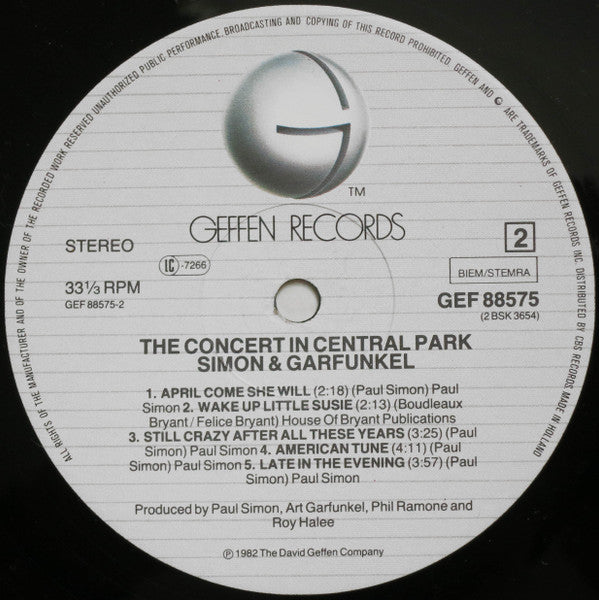 ALL RIGHTS OF THE MANUFACTURER AND OF THE OWNER OF THE RECORDED WORK RESERVED UNAUTHORIZED PUBLIC PERFORMANCE, BROADCASTING AND COPYING OF THIS RECORD PROHIBITED. GEFFEN AND G ARE TRADEMARKS OF GEFFEN RECORDS INC. DISTRIBUTED BY CBS RECORDS MADE IN HOLLAND
G
TM
GEFFEN RECORDS
STEREO
2
LC -7266
BIEM/STEMRA
33⅓ RPM
GEF 88575
GEF 88575-2
(2 BSK 3654)
THE CONCERT IN CENTRAL PARK
SIMON & GARFUNKEL
1. APRIL COME SHE WILL (2:18) (Paul Simon) Paul
Simon 2. WAKE UP LITTLE SUSIE (2:13) (Boudleaux
Bryant/Felice Bryant) House Of Bryant Publications
3. STILL CRAZY AFTER ALL THESE YEARS (3:25) (Paul
Simon) Paul Simon 4. AMERICAN TUNE (4:11) (Paul
Simon) Paul Simon 5. LATE IN THE EVENING (3:57) (Paul
Simon) Paul Simon
Produced by Paul Simon, Art Garfunkel, Phil Ramone and
Roy Halee
℗ 1982 The David Geffen Company